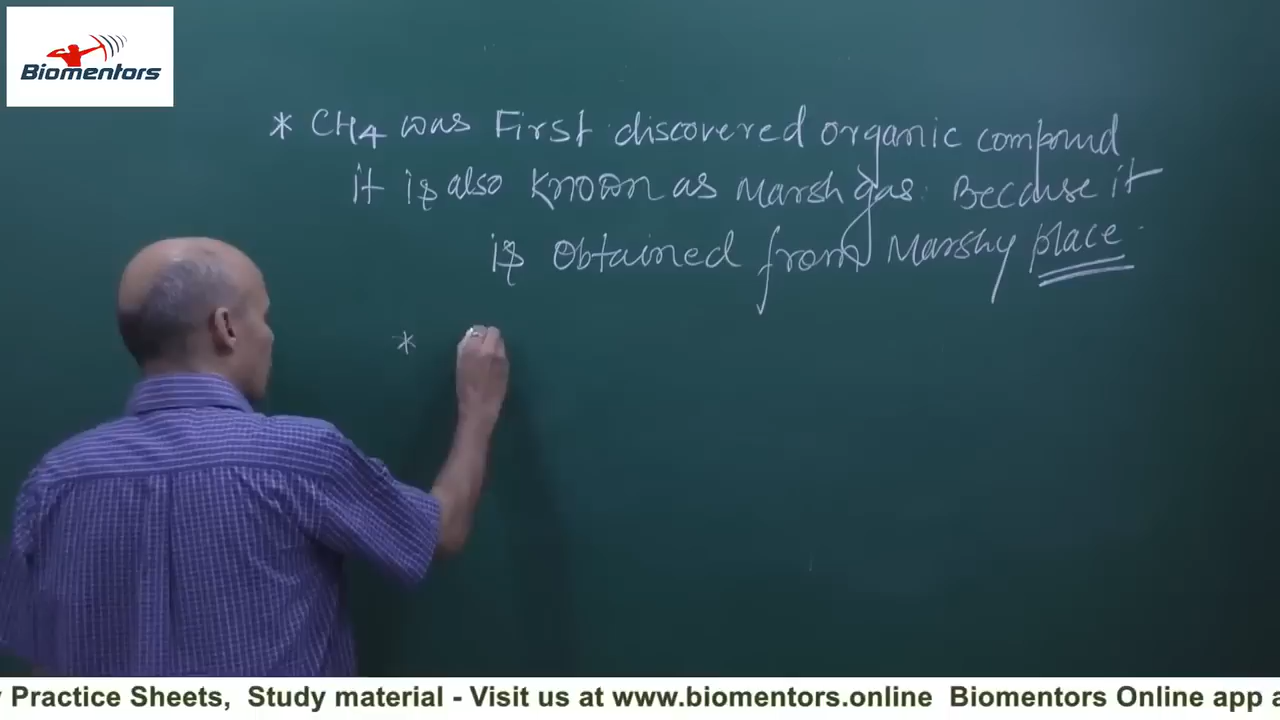 Biomentors
* CH4 was First discovered organic compound
it is also known as Marsh gas. Because it
is obtained from Marshy place.
*
Practice Sheets, Study material - Visit us at www.biomentors.online Biomentors Online app